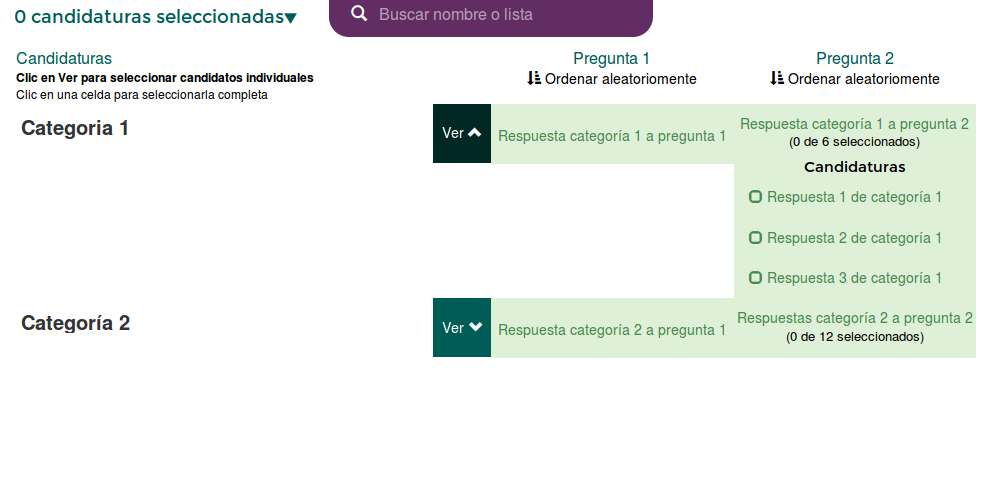 0 candidaturas seleccionadas▼
Buscar nombre o lista
Candidaturas
Clic en Ver para seleccionar candidatos individuales
Clic en una celda para seleccionarla completa
Pregunta 1
Ordenar aleatoriomente
Pregunta 2
Ordenar aleatoriomente
Categoria 1
Ver
Respuesta categoría 1 a pregunta 1
Respuesta categoría 1 a pregunta 2
(0 de 6 seleccionados)
Candidaturas
Respuesta 1 de categoría 1
Respuesta 2 de categoría 1
Respuesta 3 de categoría 1
Categoría 2
Ver
Respuesta categoría 2 a pregunta 1
Respuestas categoría 2 a pregunta 2
(0 de 12 seleccionados)